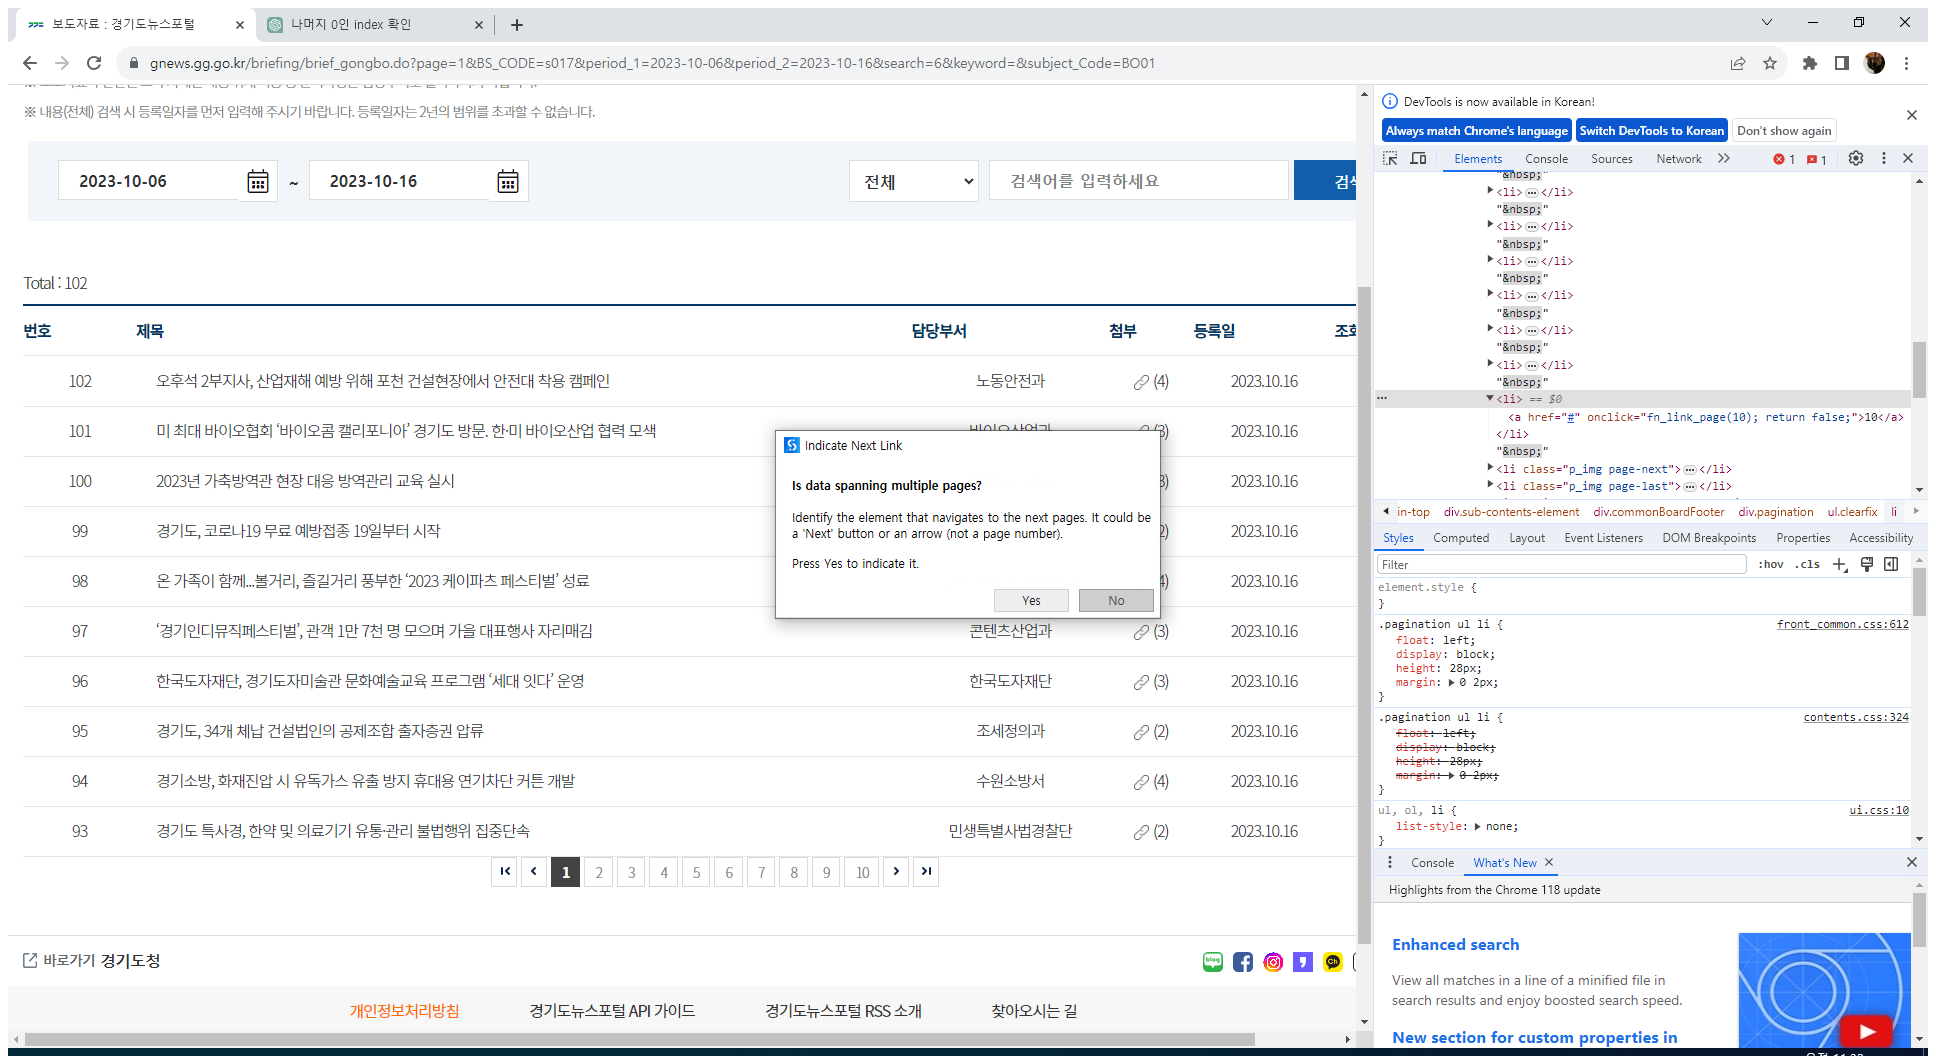 보도자료 : 경기도뉴스포털
나머지 0인 index 확인
gnews.gg.go.kr/briefing/brief_gongbo.do?page=1&BS_CODE=s017&period_1=2023-10-06&period_2=2023-10-16&search=6&keyword=&subject_Code=BO01
※ 내용(전체) 검색 시 등록일자를 먼저 입력해 주시기 바랍니다. 등록일자는 2년의 범위를 초과할 수 없습니다.
2023-10-06 ~ 2023-10-16 전체 검색어를 입력하세요
Total : 102
번호 제목 담당부서 첨부 등록일 조회
102 오후석 2부지사, 산업재해 예방 위해 포천 건설현장에서 안전대 착용 캠페인 노동안전과 (4) 2023.10.16
101 미 최대 바이오협회 ‘바이오콤 캘리포니아’ 경기도 방문. 한·미 바이오산업 협력 모색 바이오산업과 3) 2023.10.16
100 2023년 가축방역관 현장 대응 방역관리 교육 실시 3) 2023.10.16
99 경기도, 코로나19 무료 예방접종 19일부터 시작 2) 2023.10.16
98 온 가족이 함께...볼거리, 즐길거리 풍부한 ‘2023 케이파츠 페스티벌’ 성료 4) 2023.10.16
97 ‘경기인디뮤직페스티벌’, 관객 1만 7천 명 모으며 가을 대표행사 자리매김 콘텐츠산업과 (3) 2023.10.16
96 한국도자재단, 경기도자미술관 문화예술교육 프로그램 ‘세대 잇다’ 운영 한국도자재단 (3) 2023.10.16
95 경기도, 34개 체납 건설법인의 공제조합 출자증권 압류 조세정의과 (2) 2023.10.16
94 경기소방, 화재진압 시 유독가스 유출 방지 휴대용 연기차단 커튼 개발 수원소방서 (4) 2023.10.16
93 경기도 특사경, 한약 및 의료기기 유통·관리 불법행위 집중단속 민생특별사법경찰단 (2) 2023.10.16
1 2 3 4 5 6 7 8 9 10
바로가기 경기도청
blog Ch
개인정보처리방침 경기도뉴스포털 API 가이드 경기도뉴스포털 RSS 소개 찾아오시는 길
Indicate Next Link
Is data spanning multiple pages?
Identify the element that navigates to the next pages. It could be
a 'Next' button or an arrow (not a page number).
Press Yes to indicate it.
Yes No
DevTools is now available in Korean!
Always match Chrome's language Switch DevTools to Korean Don't show again
Elements Console Sources Network 1 1
"&nbsp;"
<li>…</li>
"&nbsp;"
<li>…</li>
"&nbsp;"
<li>…</li>
"&nbsp;"
<li>…</li>
"&nbsp;"
<li>…</li>
"&nbsp;"
<li>…</li>
"&nbsp;"
<li> == $0
<a href="#" onclick="fn_link_page(10); return false;">10</a>
</li>
"&nbsp;"
<li class="p_img page-next">…</li>
<li class="p_img page-last">…</li>
in-top div.sub-contents-element div.commonBoardFooter div.pagination ul.clearfix li
Styles Computed Layout Event Listeners DOM Breakpoints Properties Accessibility
Filter :hov .cls
element.style {
}
.pagination ul li { front_common.css:612
float: left;
display: block;
height: 28px;
margin: 0 2px;
}
.pagination ul li { contents.css:324
float: left;
display: block;
height: 28px;
margin: 0 2px;
}
ul, ol, li { ui.css:10
list-style: none;
}
Console What's New
Highlights from the Chrome 118 update
Enhanced search
View all matches in a line of a minified file in
search results and enjoy boosted search speed.
New section for custom properties in